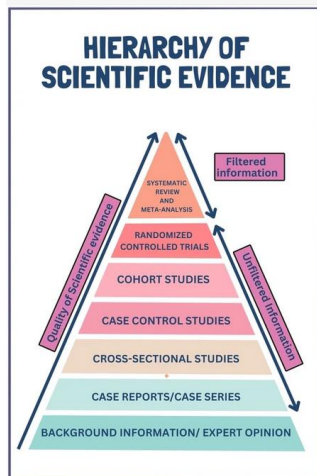 HIERARCHY OF
SCIENTIFIC EVIDENCE
Filtered
information
SYSTEMATIC
REVIEW
AND
META-ANALYSIS
RANDOMIZED
CONTROLLED TRIALS
Quality of Scientific evidence
Unfiltered Information
COHORT STUDIES
CASE CONTROL STUDIES
CROSS-SECTIONAL STUDIES
CASE REPORTS/CASE SERIES
BACKGROUND INFORMATION/ EXPERT OPINION